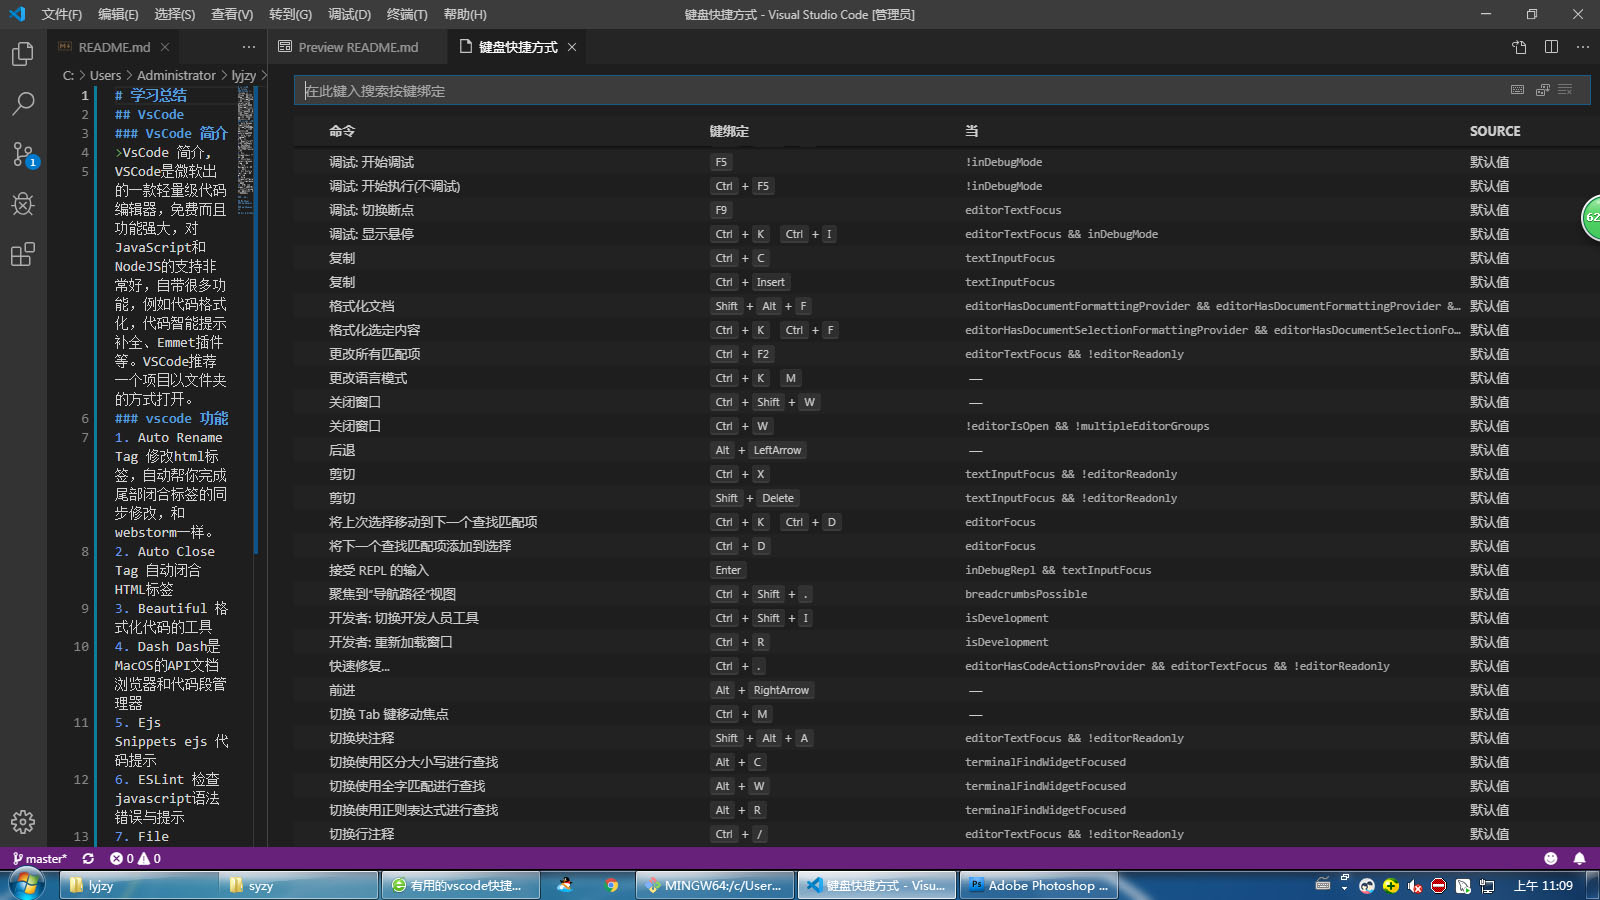 文件(F) 编辑(E) 选择(S) 查看(V) 转到(G) 调试(D) 终端(T) 帮助(H) 键盘快捷方式 - Visual Studio Code [管理员]
README.md Preview README.md 键盘快捷方式
C: > Users > Administrator > lyjzy >
1 # 学习总结
2 ## VsCode
3 ### VsCode 简介
4 >VsCode 简介,
5 VSCode是微软出
的一款轻量级代码
编辑器，免费而且
功能强大，对
JavaScript和
NodeJS的支持非
常好，自带很多功
能，例如代码格式
化，代码智能提示
补全、Emmet插件
等。VSCode推荐
一个项目以文件夹
的方式打开。
6 ### vscode 功能
7 1. Auto Rename
Tag 修改html标
签，自动帮你完成
尾部闭合标签的同
步修改，和
webstorm一样。
8 2. Auto Close
Tag 自动闭合
HTML标签
9 3. Beautiful 格
式化代码的工具
10 4. Dash Dash是
MacOS的API文档
浏览器和代码段管
理器
11 5. Ejs
Snippets ejs 代
码提示
12 6. ESLint 检查
javascript语法
错误与提示
13 7. File
在此键入搜索按键绑定
命令 键绑定 当 SOURCE
调试: 开始调试 F5 !inDebugMode 默认值
调试: 开始执行(不调试) Ctrl + F5 !inDebugMode 默认值
调试: 切换断点 F9 editorTextFocus 默认值
调试: 显示悬停 Ctrl + K Ctrl + I editorTextFocus && inDebugMode 默认值
复制 Ctrl + C textInputFocus 默认值
复制 Ctrl + Insert textInputFocus 默认值
格式化文档 Shift + Alt + F editorHasDocumentFormattingProvider && editorHasDocumentFormattingProvider &... 默认值
格式化选定内容 Ctrl + K Ctrl + F editorHasDocumentSelectionFormattingProvider && editorHasDocumentSelectionFo... 默认值
更改所有匹配项 Ctrl + F2 editorTextFocus && !editorReadonly 默认值
更改语言模式 Ctrl + K M — 默认值
关闭窗口 Ctrl + Shift + W — 默认值
关闭窗口 Ctrl + W !editorIsOpen && !multipleEditorGroups 默认值
后退 Alt + LeftArrow — 默认值
剪切 Ctrl + X textInputFocus && !editorReadonly 默认值
剪切 Shift + Delete textInputFocus && !editorReadonly 默认值
将上次选择移动到下一个查找匹配项 Ctrl + K Ctrl + D editorFocus 默认值
将下一个查找匹配项添加到选择 Ctrl + D editorFocus 默认值
接受 REPL 的输入 Enter inDebugRepl && textInputFocus 默认值
聚焦到“导航路径”视图 Ctrl + Shift + . breadcrumbsPossible 默认值
开发者: 切换开发人员工具 Ctrl + Shift + I isDevelopment 默认值
开发者: 重新加载窗口 Ctrl + R isDevelopment 默认值
快速修复... Ctrl + . editorHasCodeActionsProvider && editorTextFocus && !editorReadonly 默认值
前进 Alt + RightArrow — 默认值
切换 Tab 键移动焦点 Ctrl + M — 默认值
切换块注释 Shift + Alt + A editorTextFocus && !editorReadonly 默认值
切换使用区分大小写进行查找 Alt + C terminalFindWidgetFocused 默认值
切换使用全字匹配进行查找 Alt + W terminalFindWidgetFocused 默认值
切换使用正则表达式进行查找 Alt + R terminalFindWidgetFocused 默认值
切换行注释 Ctrl + / editorTextFocus && !editorReadonly 默认值
62
1
master* 0 0
lyjzy syzy 有用的vscode快捷... MINGW64:/c/User... 键盘快捷方式 - Visu... Adobe Photoshop ... 上午 11:09